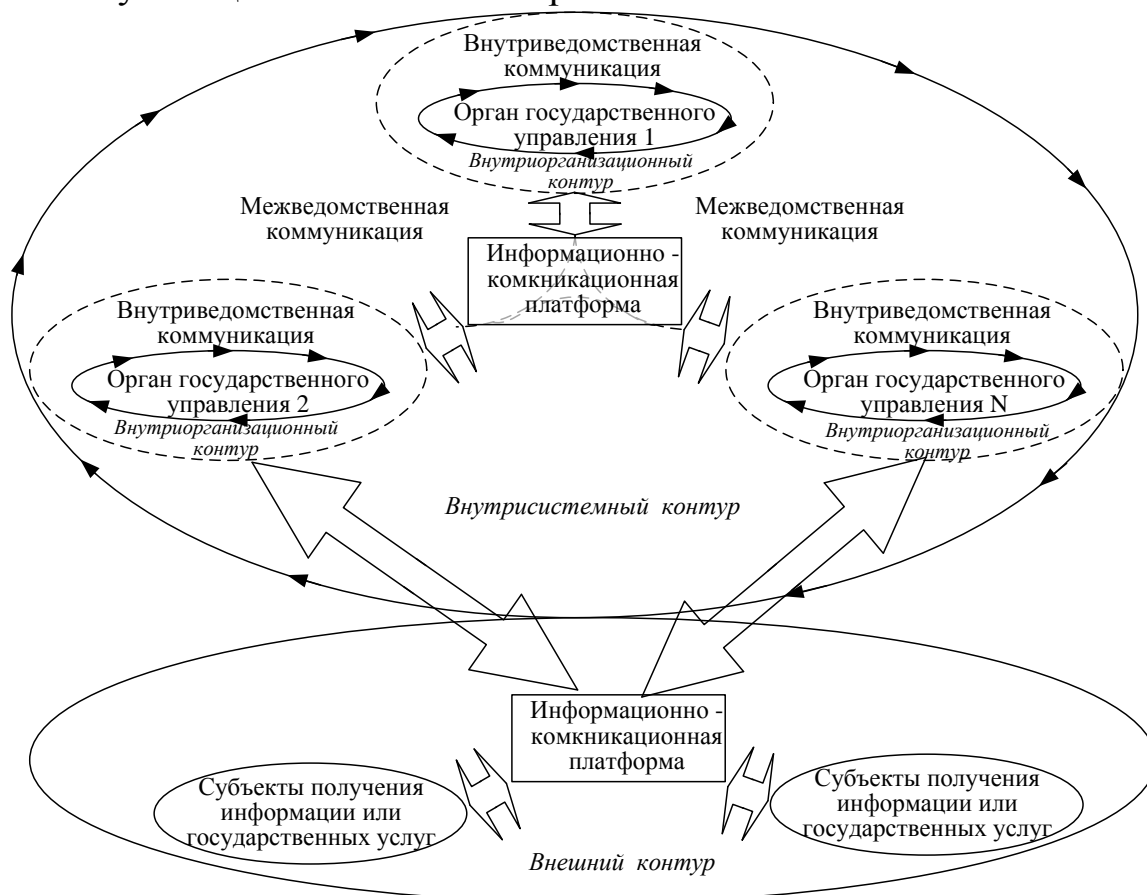 Внутриведомственная
коммуникация
Орган государственного
управления 1
Внутриорганизационный
контур
Межведомственная
коммуникация
Межведомственная
коммуникация
Информационно -
комкникационная
платформа
Внутриведомственная
коммуникация
Орган государственного
управления 2
Внутриорганизационный
контур
Внутриведомственная
коммуникация
Орган государственного
управления N
Внутриорганизационный
контур
Внутрисистемный контур
Информационно -
комкникационная
платформа
Субъекты получения
информации или
государственных услуг
Субъекты получения
информации или
государственных услуг
Внешний контур